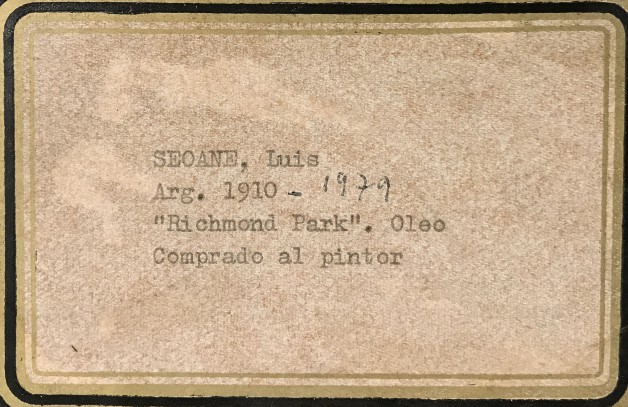 SEOANE, Luis
Arg. 1910 - 1979
"Richmond Park". Oleo
Comprado al pintor